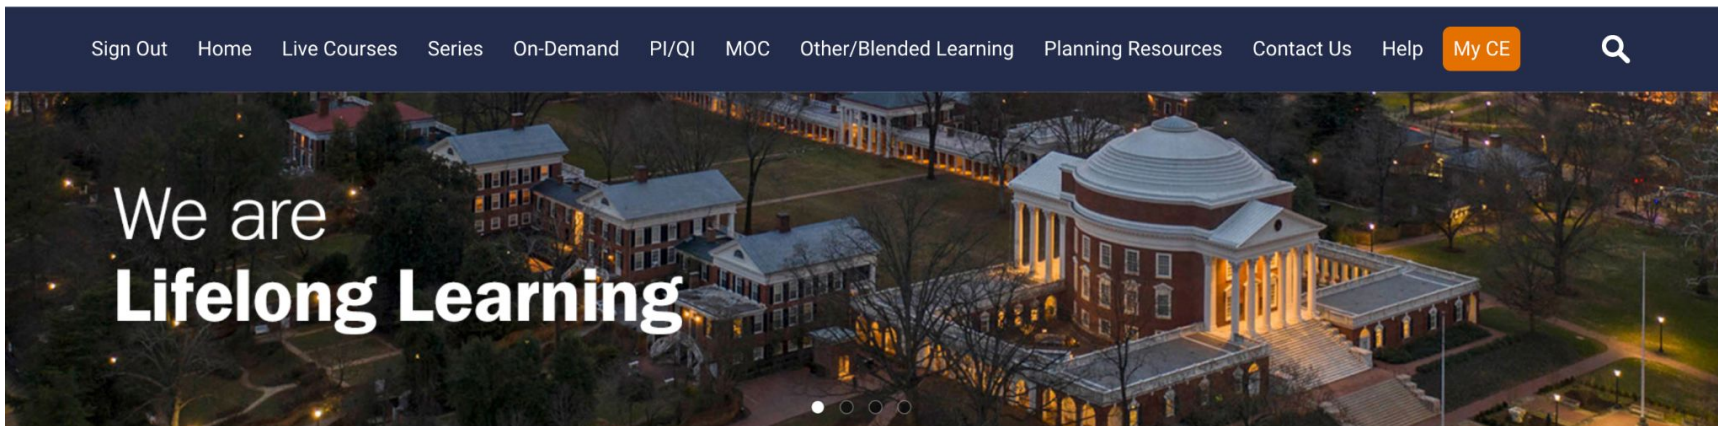 Sign Out Home Live Courses Series On-Demand PI/QI MOC Other/Blended Learning Planning Resources Contact Us Help My CE
We are
Lifelong Learning